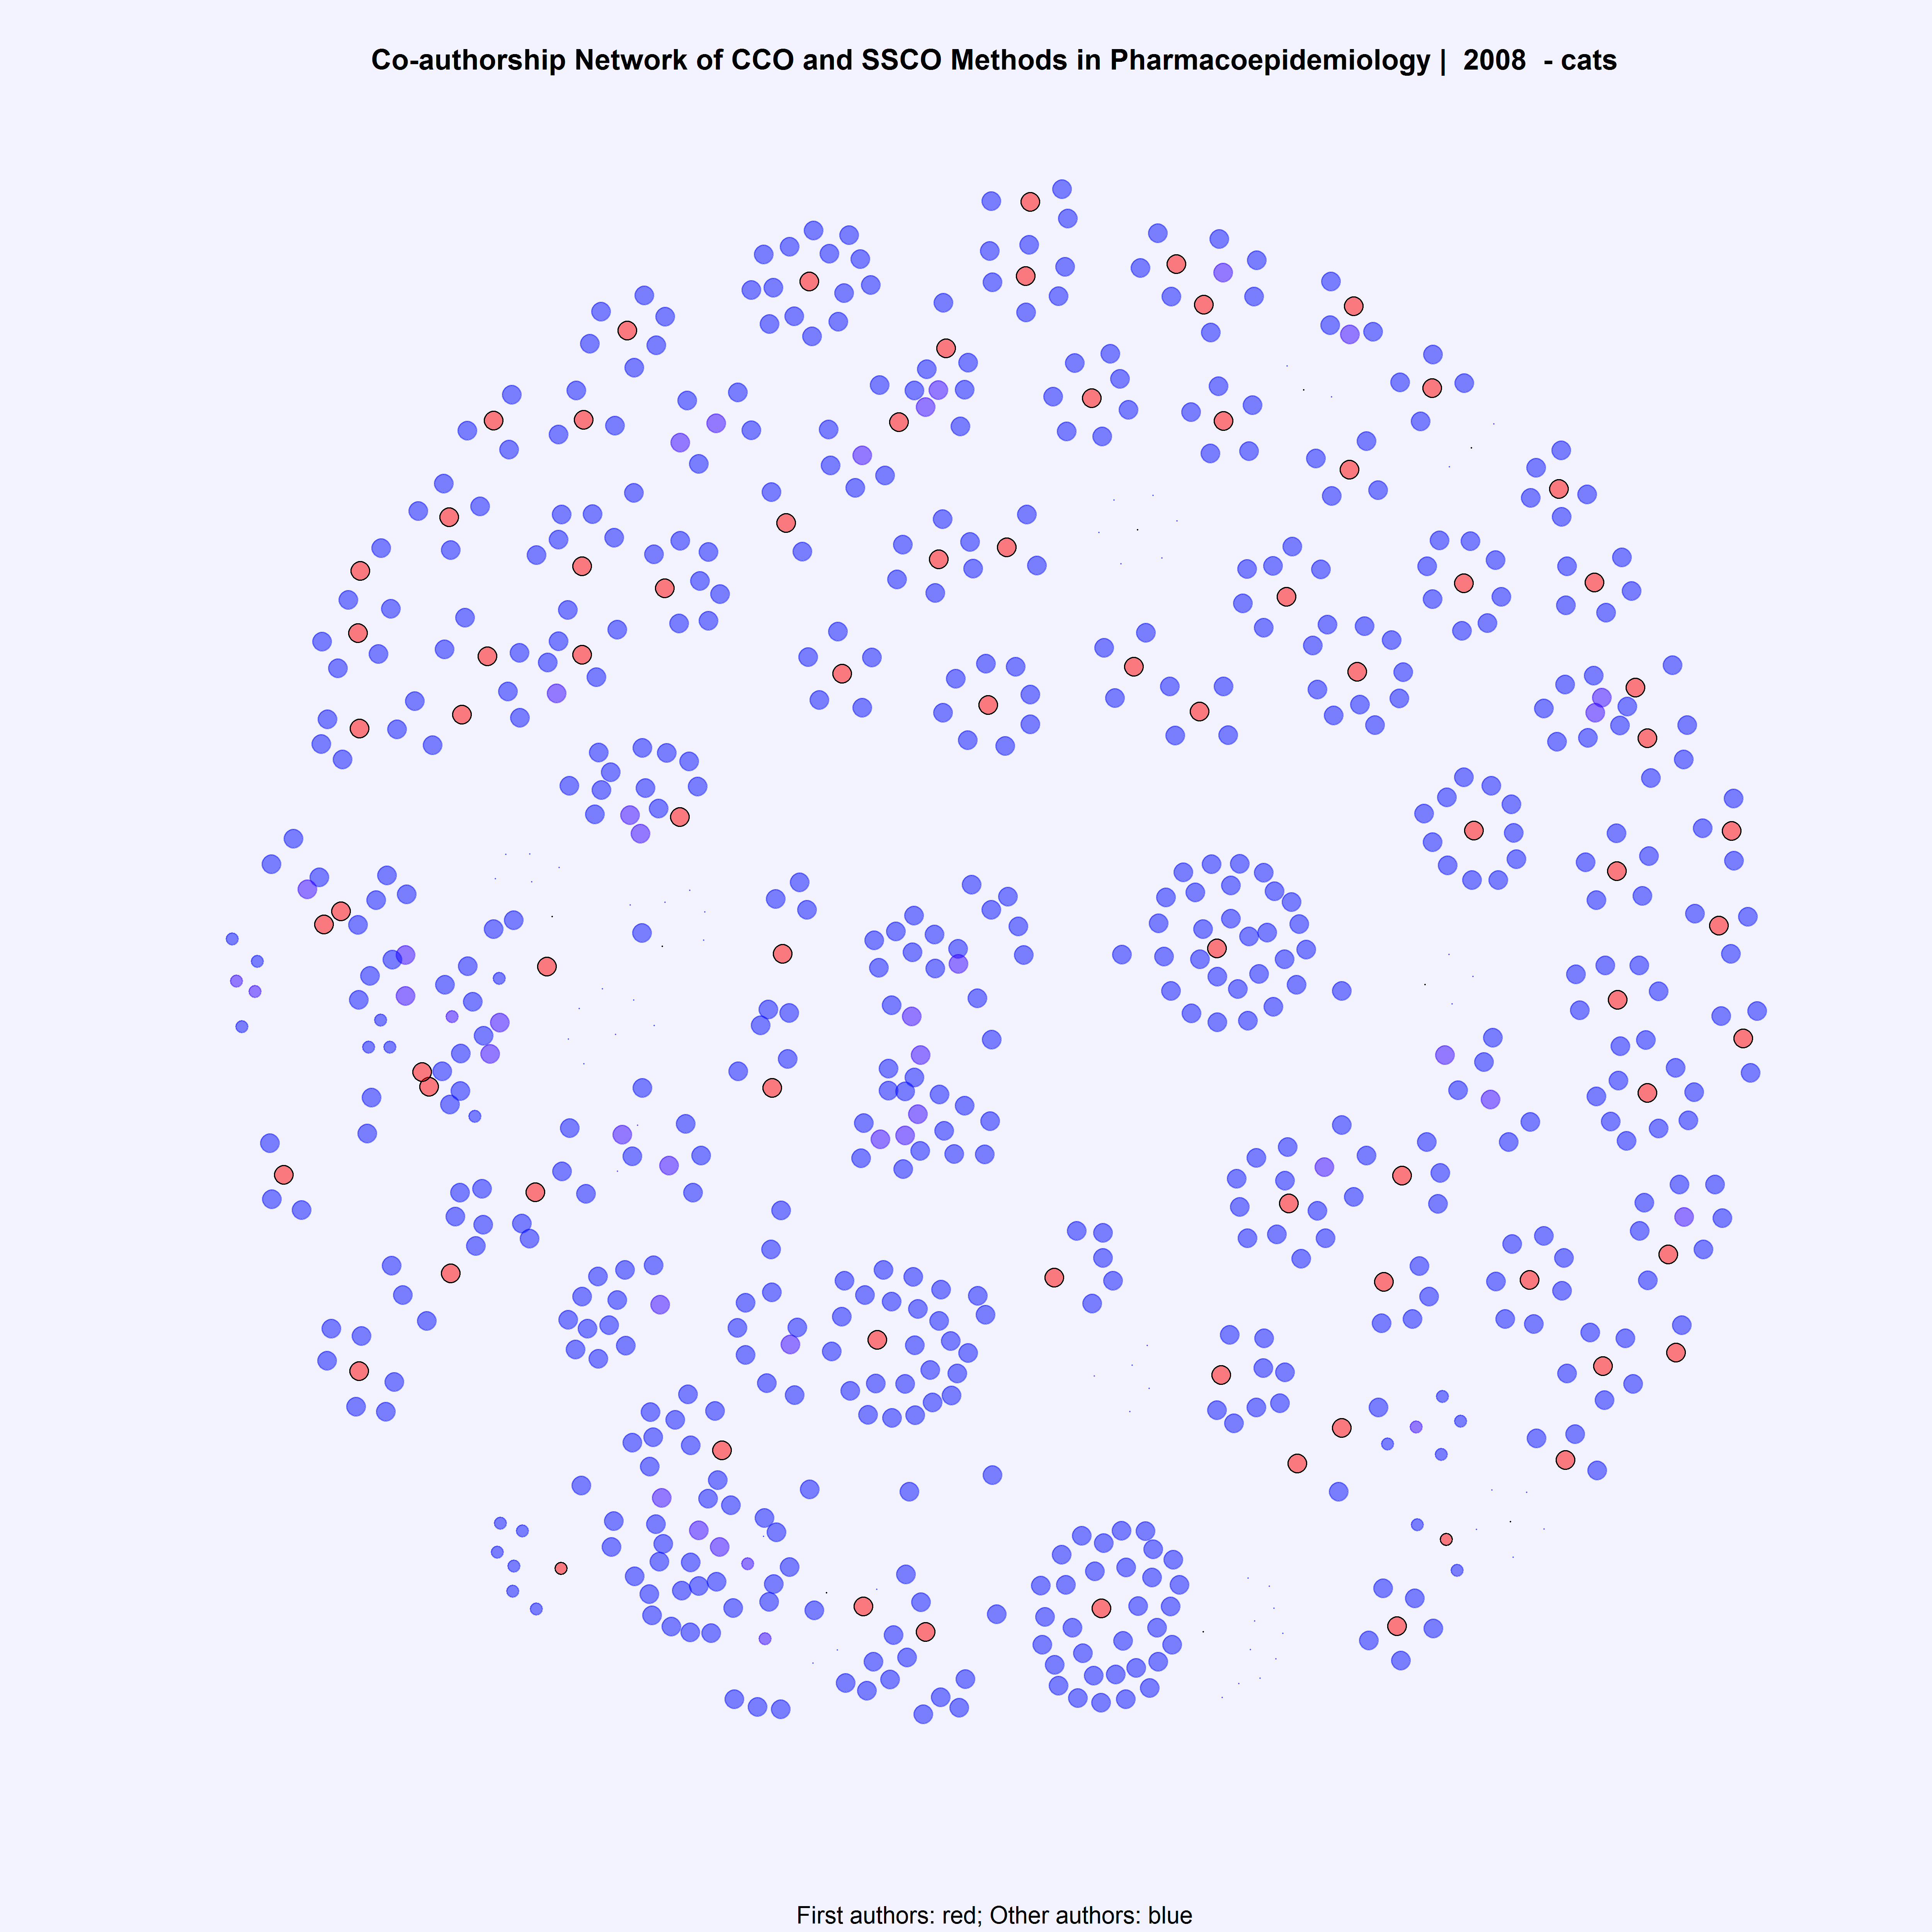 Co-authorship Network of CCO and SSCO Methods in Pharmacoepidemiology | 2008 - cats
First authors: red; Other authors: blue